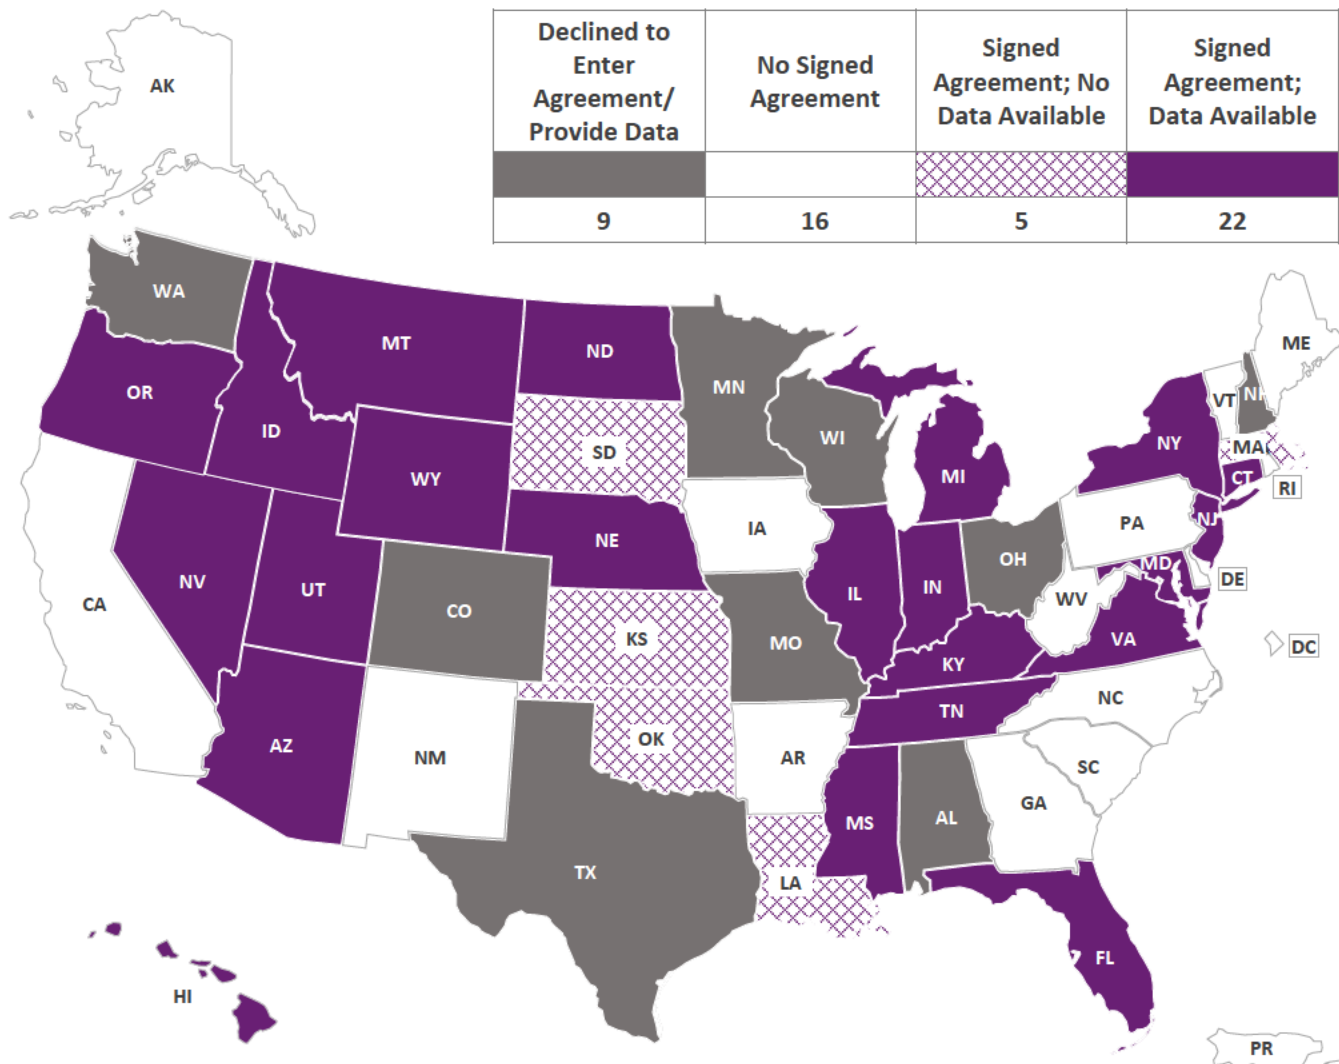 Declined to
Enter
Agreement/
Provide Data
No Signed
Agreement
Signed
Agreement; No
Data Available
Signed
Agreement;
Data Available
9
16
5
22
AK
WA
MT
ND
MN
ME
OR
ID
WY
SD
WI
MI
NY
VT
NH
MA
CT
RI
NV
UT
NE
IA
IL
IN
OH
PA
NJ
MD
DE
CA
CO
KS
MO
WV
VA
DC
KY
AZ
NM
OK
AR
TN
NC
SC
MS
AL
GA
TX
LA
FL
HI
PR